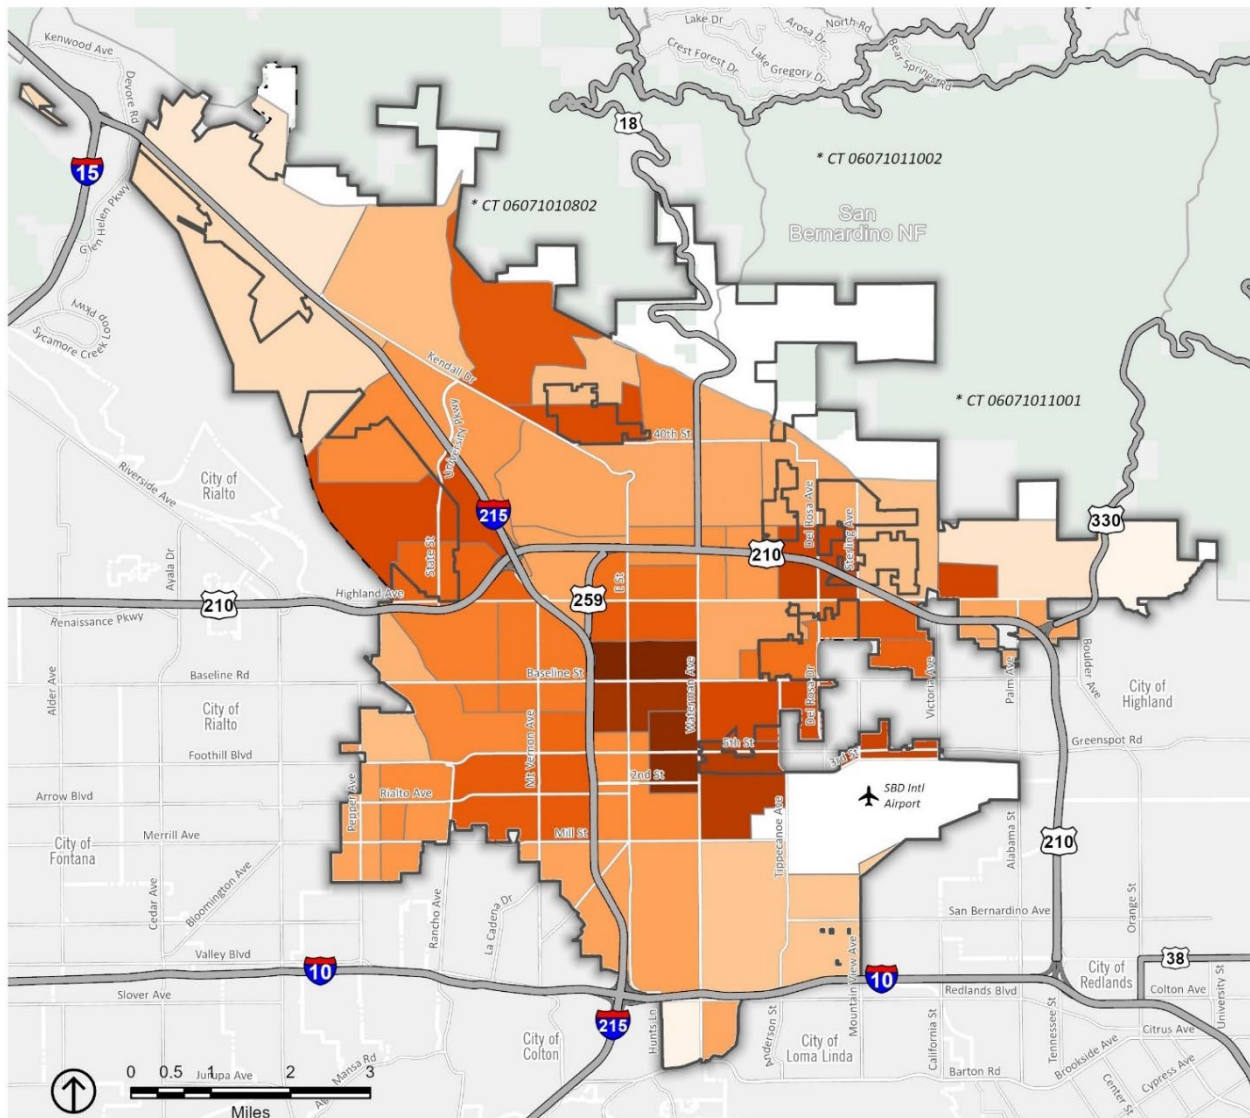 Kenwood Ave
Devore Rd
Lake Dr
Arosa Dr
North Rd
Crest Forest Dr
Lake Gregory Dr
Bear Springs Rd
18
15
* CT 06071011002
* CT 06071010802
San
Bernardino NF
Glen Helen Pkwy
Sycamore Creek Loop Pkwy
Kendall Dr
University Pkwy
* CT 06071011001
40th St
City of
Rialto
Riverside Ave
215
State St
Del Rosa Ave
Sterling Ave
330
210
Ayala Dr
E St
Highland Ave
210
259
Renaissance Pkwy
Boulder Ave
Baseline St
Waterman Ave
Del Rosa Dr
Victoria Ave
Palm Ave
Baseline Rd
Alder Ave
City of
Rialto
City of
Highland
Mt Vernon Ave
5th St
3rd St
Greenspot Rd
Foothill Blvd
2nd St
Pepper Ave
Rialto Ave
SBD Intl
Airport
Arrow Blvd
Merrill Ave
Mill St
Tippecanoe Ave
Alabama St
210
City of
Fontana
Cedar Ave
Bloomington Ave
Rancho Ave
La Cadena Dr
San Bernardino Ave
Orange St
Mountain View Ave
Valley Blvd
10
10
38
City of
Redlands
Slover Ave
Redlands Blvd
Colton Ave
University St
215
Hunts Ln
Anderson St
California St
Tennessee St
Citrus Ave
City of
Colton
City of
Loma Linda
Brookside Ave
Cypress Ave
Center St
Barton Rd
Jurupa Ave
Mansa Rd
0 0.5 1 2 3
Miles